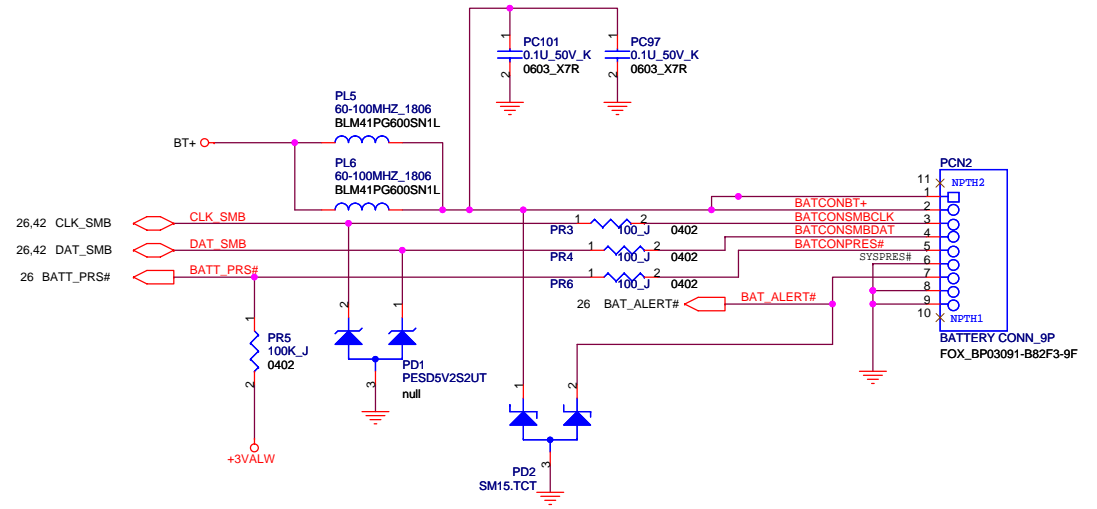 PC101
0.1U_50V_K
0603_X7R
1
2
PC97
0.1U_50V_K
0603_X7R
1
2
PL5
60-100MHZ_1806
BLM41PG600SN1L
BT+
PL6
60-100MHZ_1806
BLM41PG600SN1L
PCN2
11
NPTH2
1
BATCONBT+
2
26,42 CLK_SMB
CLK_SMB
PR3
1
2
100_J
0402
BATCONSMBCLK
3
26,42 DAT_SMB
DAT_SMB
PR4
1
2
100_J
0402
BATCONSMBDAT
4
26 BATT_PRS#
BATT_PRS#
PR6
1
2
100_J
0402
BATCONPRES#
5
SYSPRES#
6
7
26 BAT_ALERT#
BAT_ALERT#
8
9
10
NPTH1
BATTERY CONN_9P
FOX_BP03091-B82F3-9F
1
PR5
100K_J
0402
2
+3VALW
2
1
PD1
PESD5V2S2UT
null
3
1
2
PD2
SM15.TCT
3